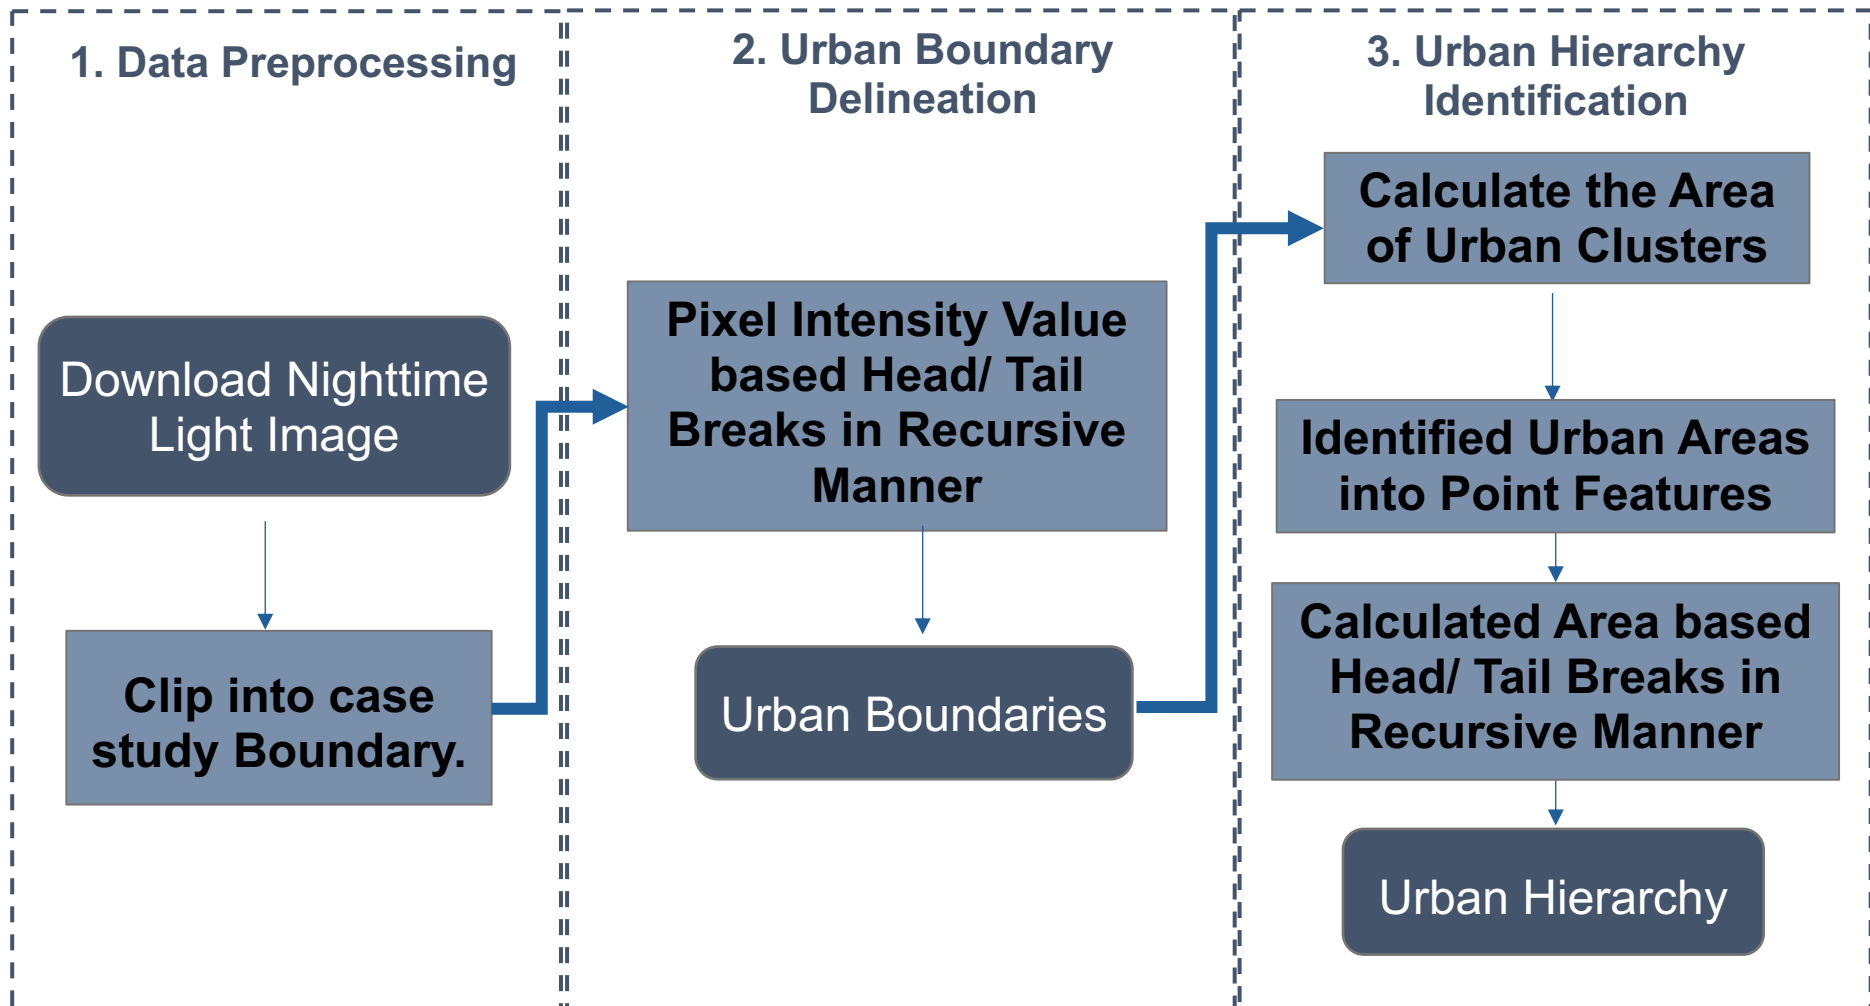 1. Data Preprocessing
Download Nighttime
Light Image
Clip into case
study Boundary.
2. Urban Boundary
Delineation
Pixel Intensity Value
based Head/ Tail
Breaks in Recursive
Manner
Urban Boundaries
3. Urban Hierarchy
Identification
Calculate the Area
of Urban Clusters
Identified Urban Areas
into Point Features
Calculated Area based
Head/ Tail Breaks in
Recursive Manner
Urban Hierarchy